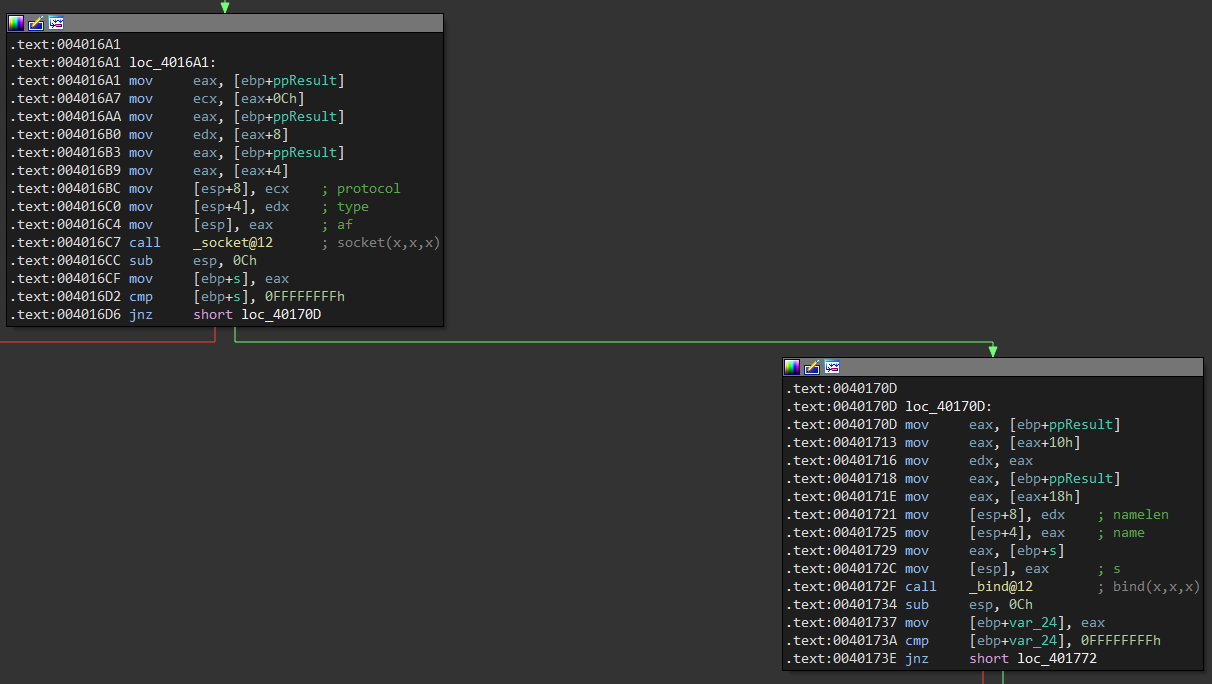 .text:004016A1
.text:004016A1 loc_4016A1:
.text:004016A1 mov     eax, [ebp+ppResult]
.text:004016A7 mov     ecx, [eax+0Ch]
.text:004016AA mov     eax, [ebp+ppResult]
.text:004016B0 mov     edx, [eax+8]
.text:004016B3 mov     eax, [ebp+ppResult]
.text:004016B9 mov     eax, [eax+4]
.text:004016BC mov     [esp+8], ecx    ; protocol
.text:004016C0 mov     [esp+4], edx    ; type
.text:004016C4 mov     [esp], eax      ; af
.text:004016C7 call    _socket@12      ; socket(x,x,x)
.text:004016CC sub     esp, 0Ch
.text:004016CF mov     [ebp+s], eax
.text:004016D2 cmp     [ebp+s], 0FFFFFFFFh
.text:004016D6 jnz     short loc_40170D
.text:0040170D
.text:0040170D loc_40170D:
.text:0040170D mov     eax, [ebp+ppResult]
.text:00401713 mov     eax, [eax+10h]
.text:00401716 mov     edx, eax
.text:00401718 mov     eax, [ebp+ppResult]
.text:0040171E mov     eax, [eax+18h]
.text:00401721 mov     [esp+8], edx    ; namelen
.text:00401725 mov     [esp+4], eax    ; name
.text:00401729 mov     eax, [ebp+s]
.text:0040172C mov     [esp], eax      ; s
.text:0040172F call    _bind@12        ; bind(x,x,x)
.text:00401734 sub     esp, 0Ch
.text:00401737 mov     [ebp+var_24], eax
.text:0040173A cmp     [ebp+var_24], 0FFFFFFFFh
.text:0040173E jnz     short loc_401772